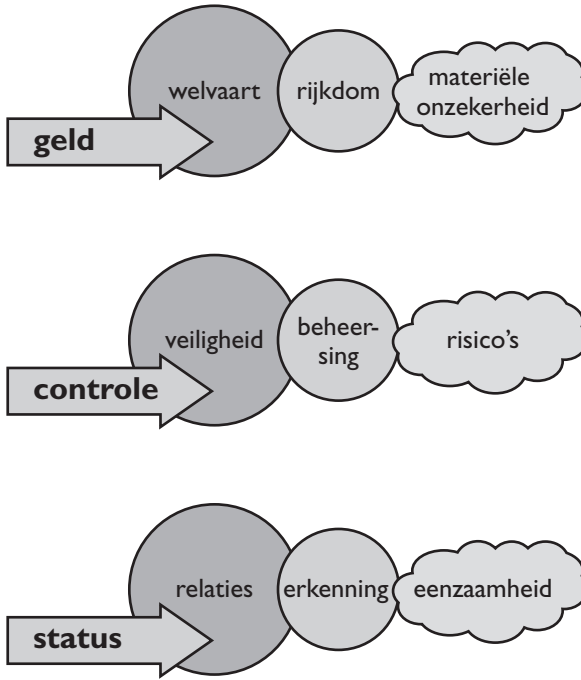 welvaart
rijkdom
materiële
onzekerheid
geld
veiligheid
beheer-
sing
risico's
controle
relaties
erkenning
eenzaamheid
status